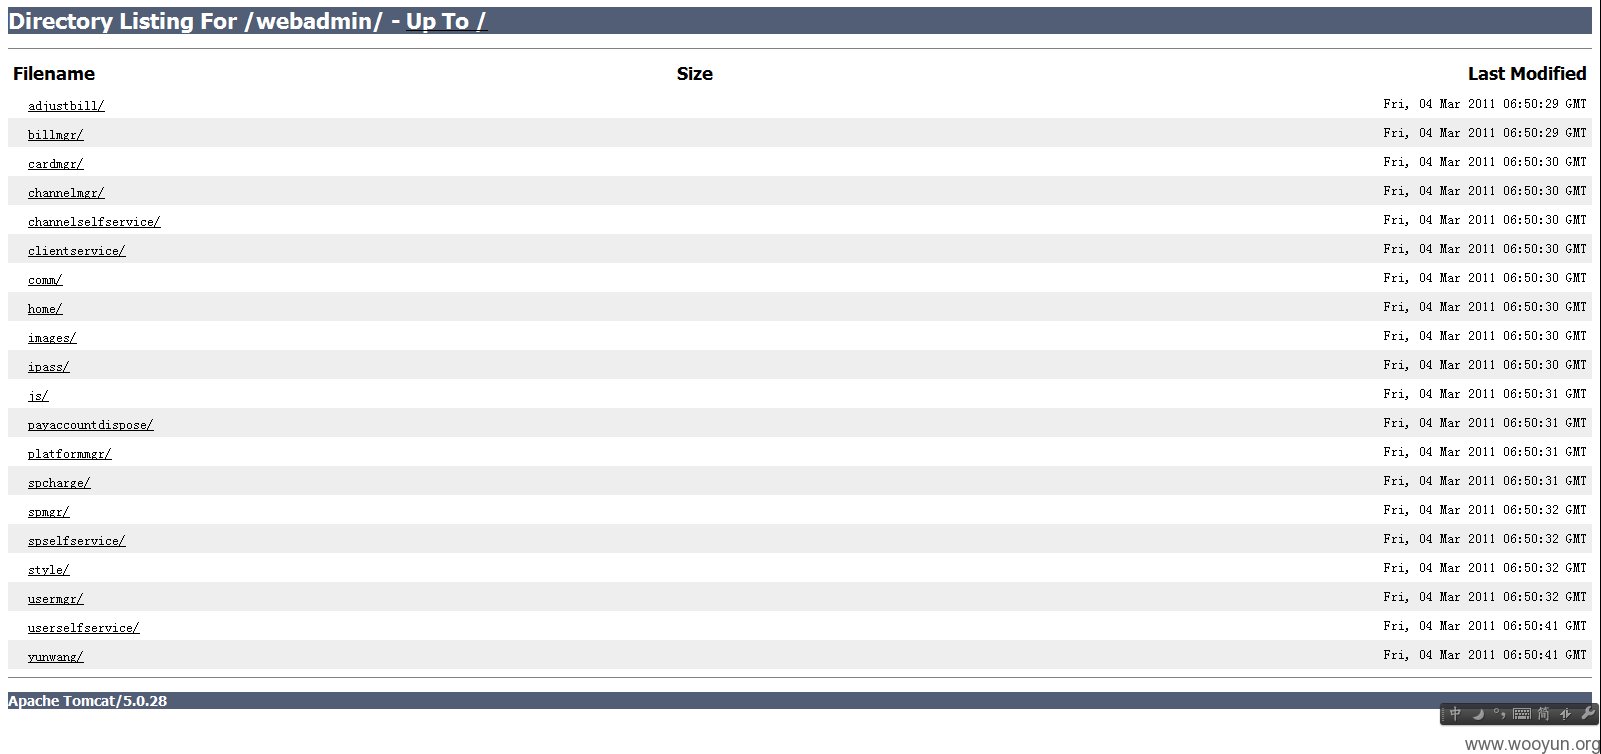 Directory Listing For /webadmin/ - Up To /
Filename Size Last Modified
adjustbill/ Fri, 04 Mar 2011 06:50:29 GMT
billmgr/ Fri, 04 Mar 2011 06:50:29 GMT
cardmgr/ Fri, 04 Mar 2011 06:50:30 GMT
channelmgr/ Fri, 04 Mar 2011 06:50:30 GMT
channelselfservice/ Fri, 04 Mar 2011 06:50:30 GMT
clientservice/ Fri, 04 Mar 2011 06:50:30 GMT
comm/ Fri, 04 Mar 2011 06:50:30 GMT
home/ Fri, 04 Mar 2011 06:50:30 GMT
images/ Fri, 04 Mar 2011 06:50:30 GMT
ipass/ Fri, 04 Mar 2011 06:50:30 GMT
js/ Fri, 04 Mar 2011 06:50:31 GMT
payaccountdispose/ Fri, 04 Mar 2011 06:50:31 GMT
platformmgr/ Fri, 04 Mar 2011 06:50:31 GMT
spcharge/ Fri, 04 Mar 2011 06:50:31 GMT
spmgr/ Fri, 04 Mar 2011 06:50:32 GMT
spselfservice/ Fri, 04 Mar 2011 06:50:32 GMT
style/ Fri, 04 Mar 2011 06:50:32 GMT
usermgr/ Fri, 04 Mar 2011 06:50:32 GMT
userselfservice/ Fri, 04 Mar 2011 06:50:41 GMT
yunwang/ Fri, 04 Mar 2011 06:50:41 GMT
Apache Tomcat/5.0.28
中 简
www.wooyun.org